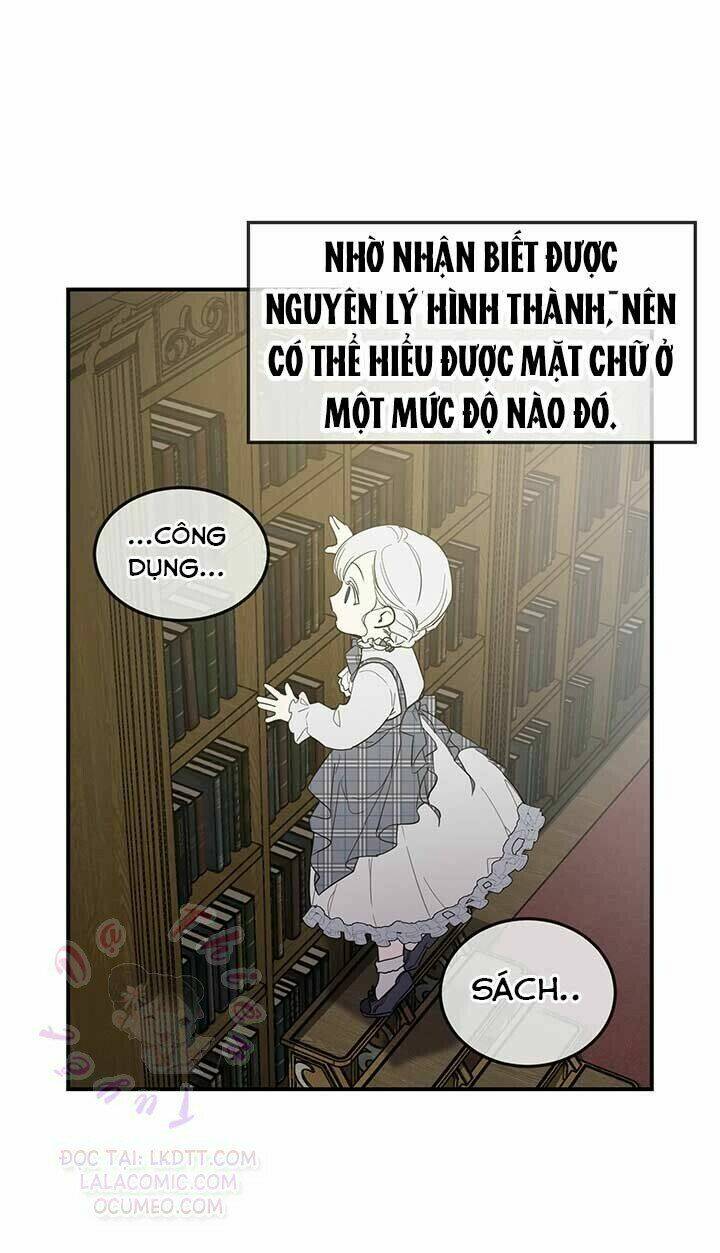 NHỜ NHẬN BIẾT ĐƯỢC
NGUYÊN LÝ HÌNH THÀNH, NÊN
CÓ THỂ HIỂU ĐƯỢC MẶT CHỮ Ở
MỘT MỨC ĐỘ NÀO ĐÓ.
...CÔNG
DỤNG...
SÁCH..
ĐỌC TẠI: LKDTT.COM
LALACOMIC.COM
OCUMEO.COM